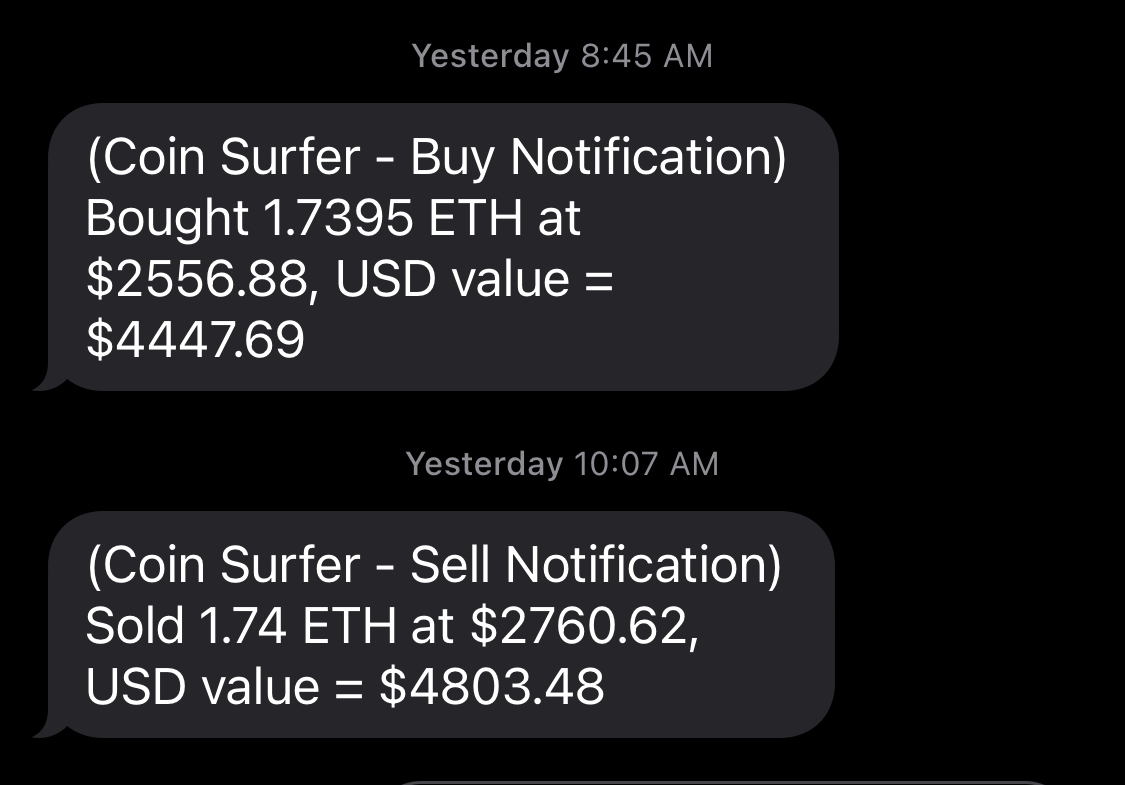 Yesterday 8:45 AM
(Coin Surfer - Buy Notification)
Bought 1.7395 ETH at
$2556.88, USD value =
$4447.69
Yesterday 10:07 AM
(Coin Surfer - Sell Notification)
Sold 1.74 ETH at $2760.62,
USD value = $4803.48